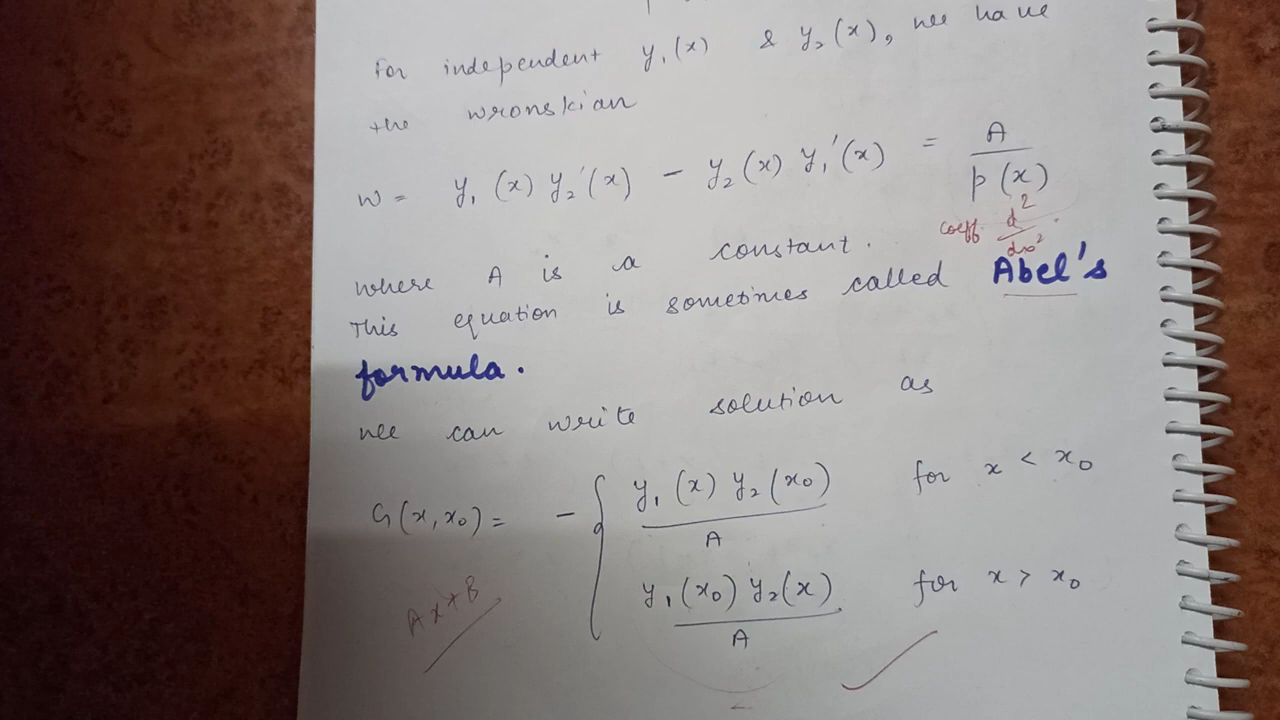 For independent y₁(x) & y₂(x), we have
the wronskian
w = y₁(x) y₂'(x) − y₂(x) y₁'(x) = A / p(x)
coeff d²/dx²
where A is a constant.
This equation is sometimes called Abel's
formula.
we can write solution as
G(x, x₀) = − { y₁(x) y₂(x₀) / A for x < x₀
y₁(x₀) y₂(x) / A for x > x₀
Ax+B